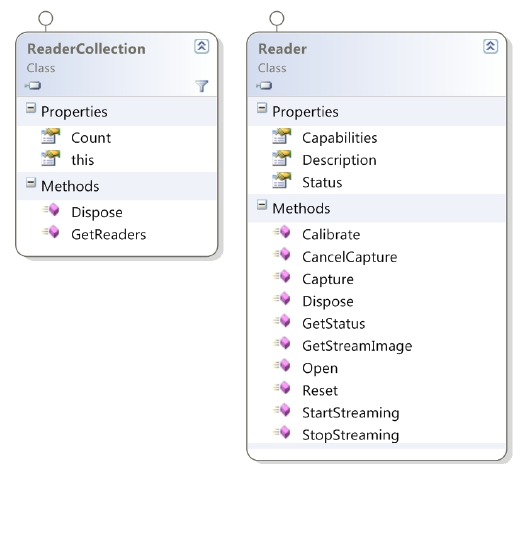 ReaderCollection
Class
Properties
Count
this
Methods
Dispose
GetReaders
Reader
Class
Properties
Capabilities
Description
Status
Methods
Calibrate
CancelCapture
Capture
Dispose
GetStatus
GetStreamImage
Open
Reset
StartStreaming
StopStreaming